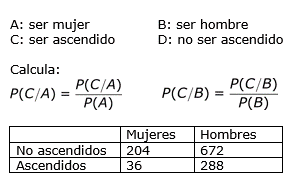 A: ser mujer B: ser hombre
C: ser ascendido D: no ser ascendido
Calcula:
P(C/A) = P(C/A) / P(A) P(C/B) = P(C/B) / P(B)
Mujeres Hombres
No ascendidos 204 672
Ascendidos 36 288